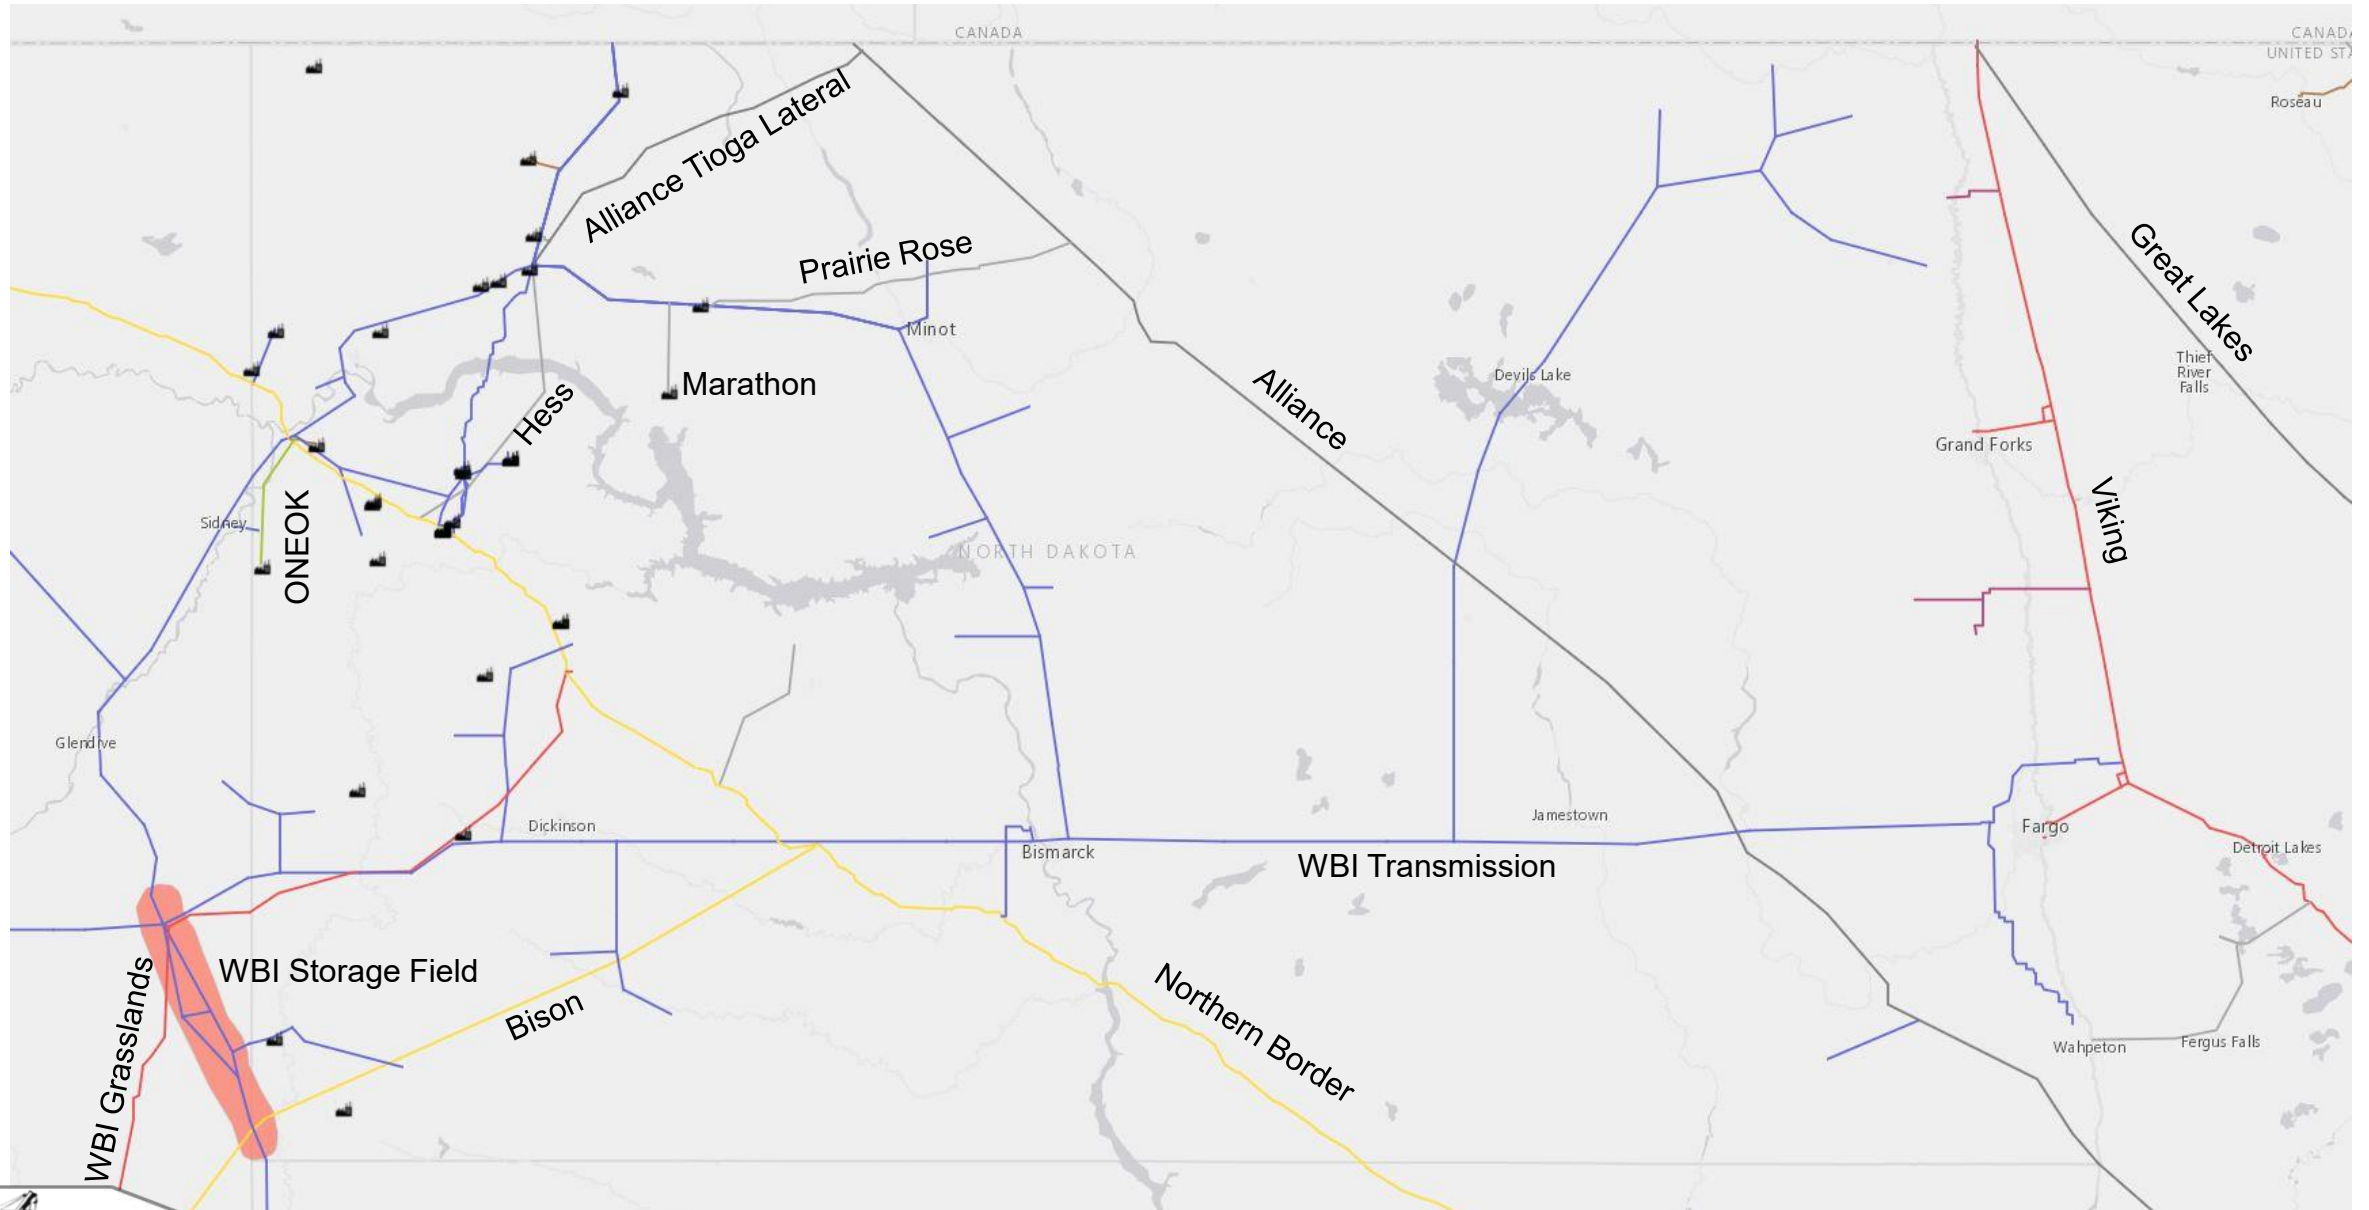 CANADA
CANADA
UNITED STA
Roseau
Alliance Tioga Lateral
Prairie Rose
Great Lakes
Minot
Thief
River
Falls
Devils Lake
Marathon
Hess
Alliance
Grand Forks
Viking
ONEOK
Sidney
NORTH DAKOTA
Glendive
Jamestown
Dickinson
Fargo
Bismarck
Detroit Lakes
WBI Transmission
WBI Storage Field
WBI Grasslands
Bison
Northern Border
Wahpeton
Fergus Falls